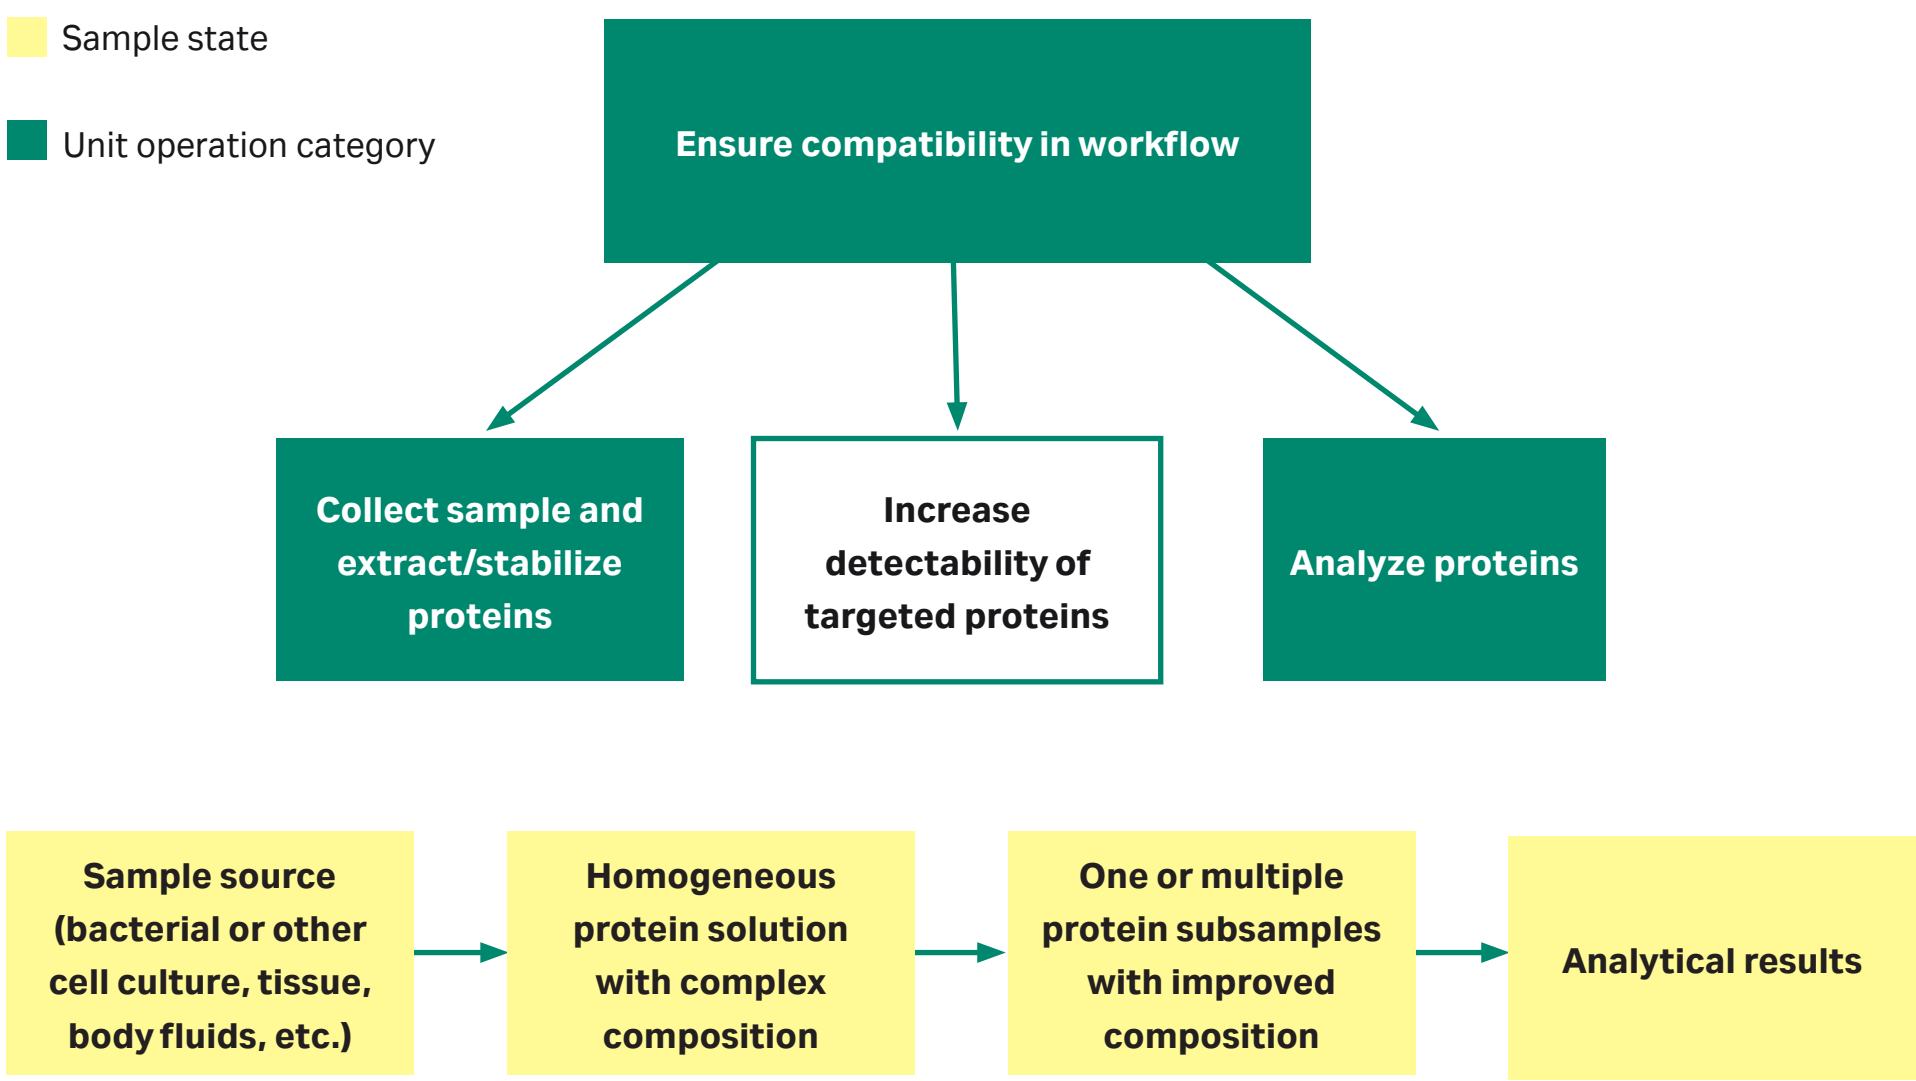 Sample state
Unit operation category
Ensure compatibility in workflow
Collect sample and
extract/stabilize
proteins
Increase
detectability of
targeted proteins
Analyze proteins
Sample source
(bacterial or other
cell culture, tissue,
body fluids, etc.)
Homogeneous
protein solution
with complex
composition
One or multiple
protein subsamples
with improved
composition
Analytical results